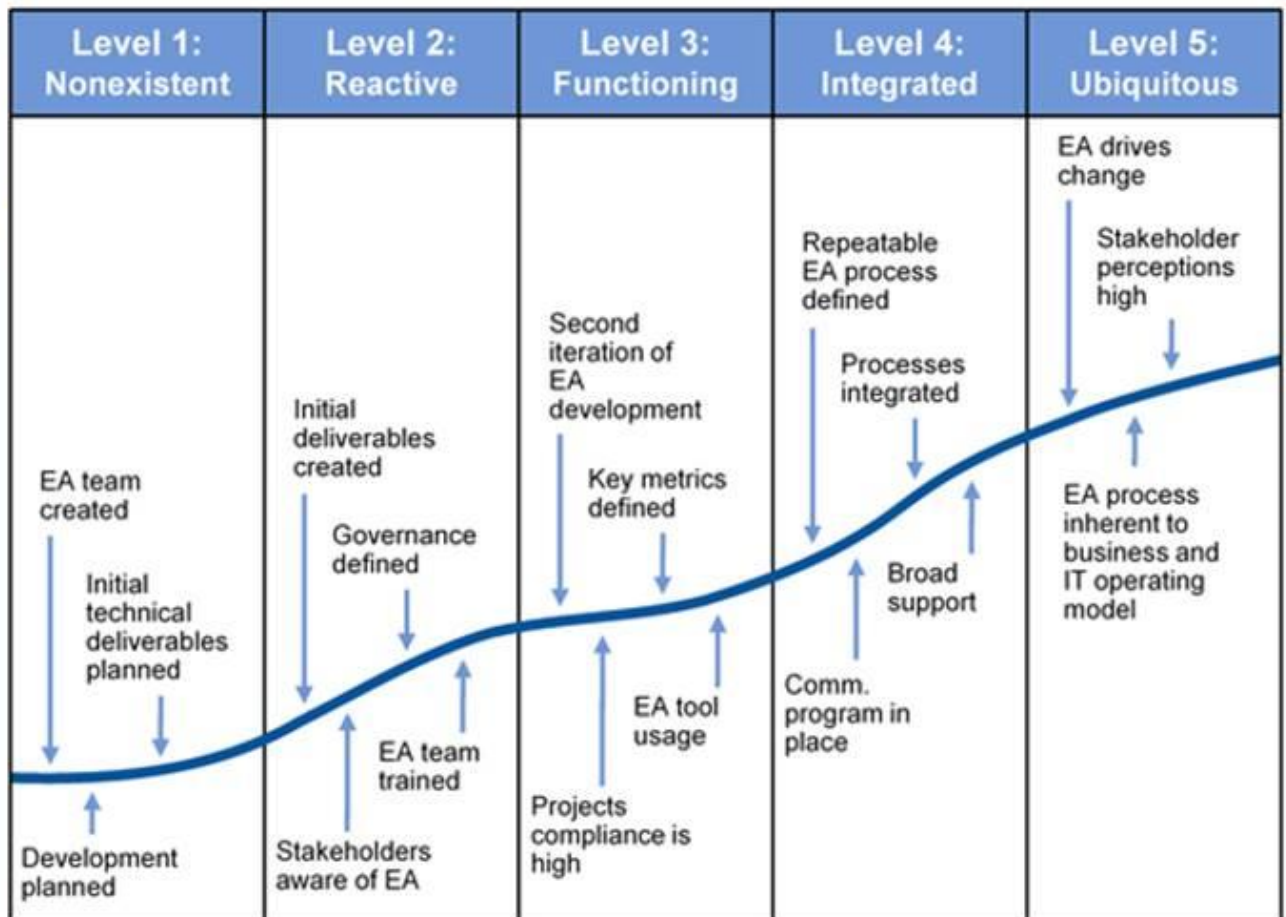 Level 1:
Nonexistent
Level 2:
Reactive
Level 3:
Functioning
Level 4:
Integrated
Level 5:
Ubiquitous
EA team
created
Initial
technical
deliverables
planned
Development
planned
Initial
deliverables
created
Governance
defined
EA team
trained
Stakeholders
aware of EA
Second
iteration of
EA
development
Key metrics
defined
EA tool
usage
Projects
compliance is
high
Repeatable
EA process
defined
Processes
integrated
Broad
support
Comm.
program in
place
EA drives
change
Stakeholder
perceptions
high
EA process
inherent to
business and
IT operating
model